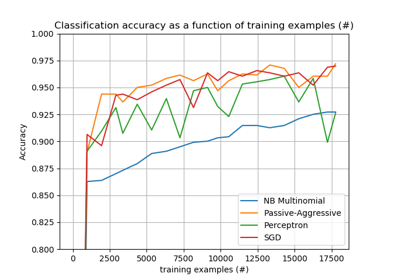 Classification accuracy as a function of training examples (#)
1.000
0.975
0.950
0.925
0.900
0.875
0.850
0.825
0.800
Accuracy
NB Multinomial
Passive-Aggressive
Perceptron
SGD
0 2500 5000 7500 10000 12500 15000 17500
training examples (#)